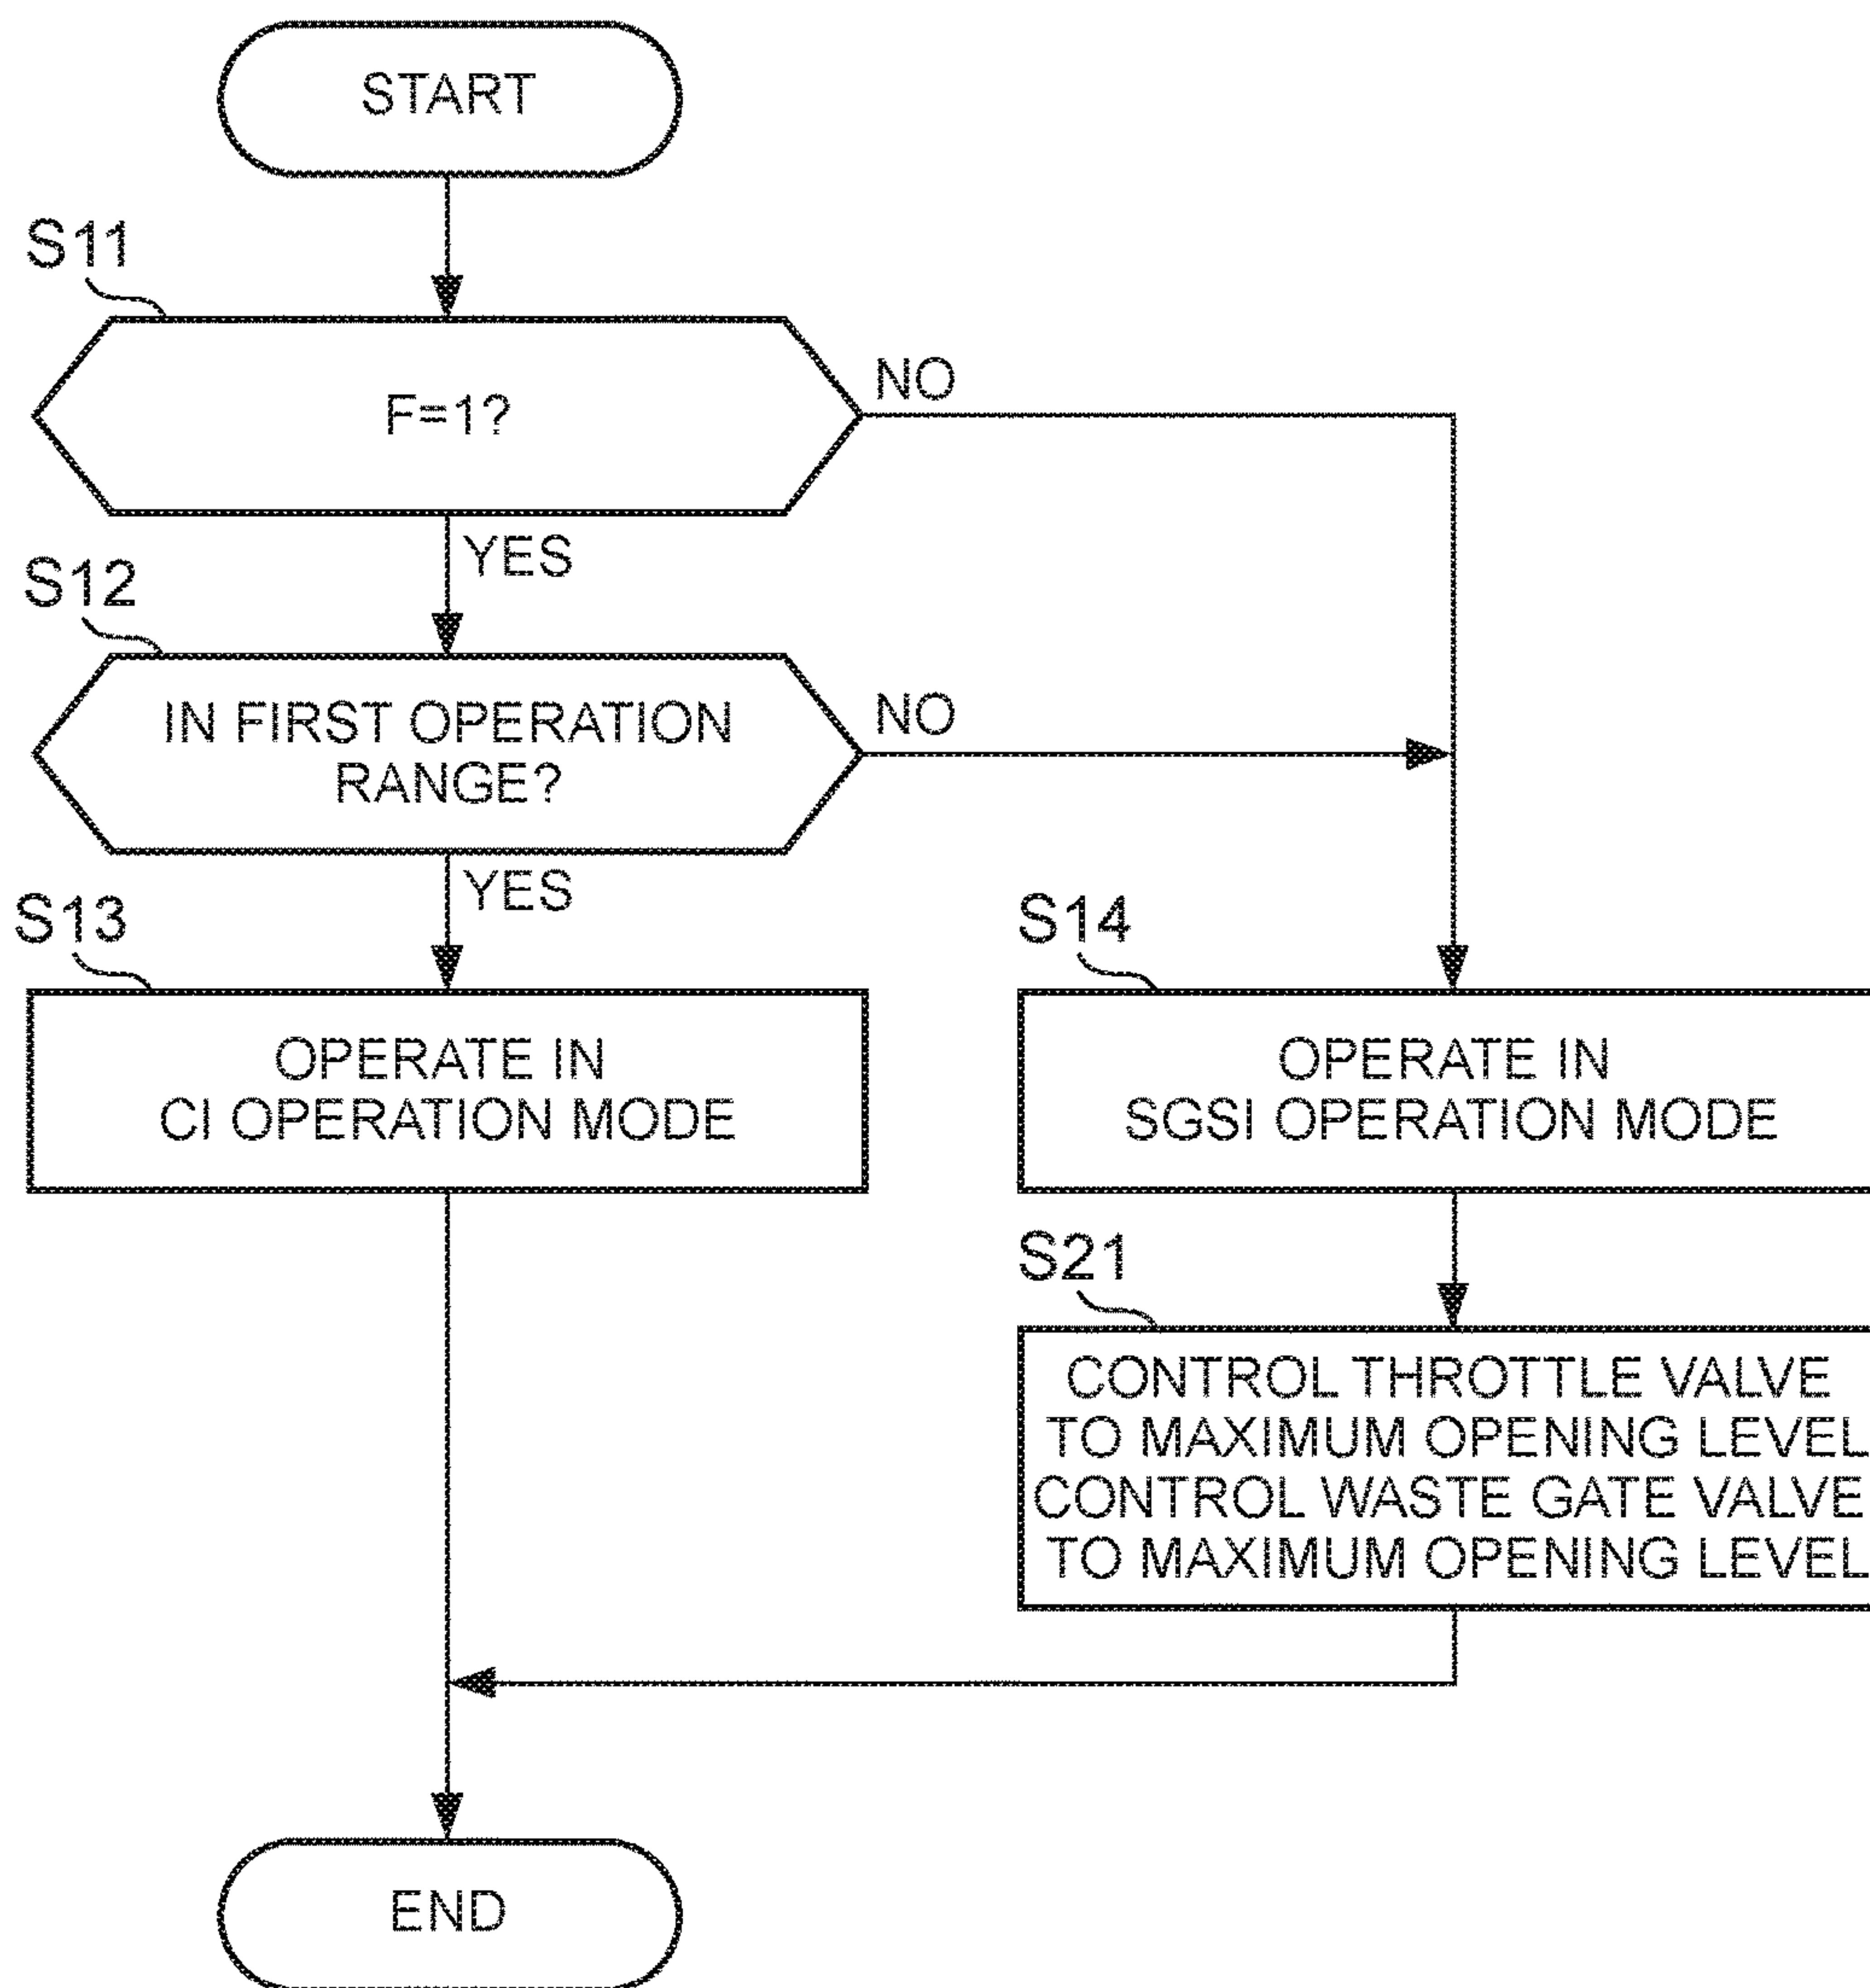 START
S11
F=1?
NO
YES
S12
IN FIRST OPERATION
RANGE?
NO
YES
S13
OPERATE IN
CI OPERATION MODE
S14
OPERATE IN
SGSI OPERATION MODE
S21
CONTROL THROTTLE VALVE
TO MAXIMUM OPENING LEVEL
CONTROL WASTE GATE VALVE
TO MAXIMUM OPENING LEVEL
END